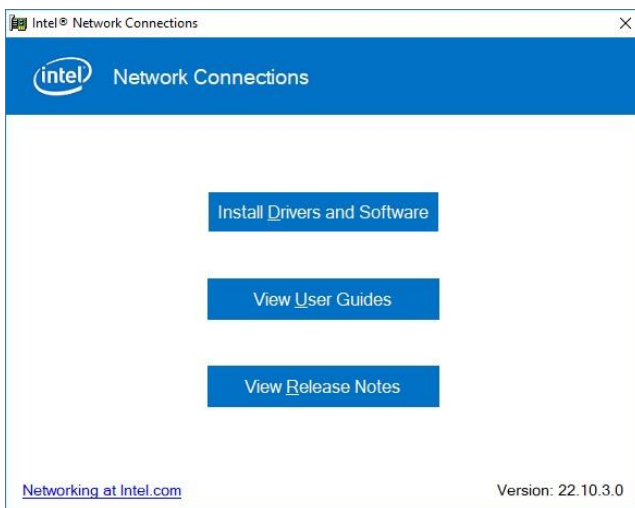 Intel® Network Connections
intel Network Connections
Install Drivers and Software
View User Guides
View Release Notes
Networking at Intel.com Version: 22.10.3.0